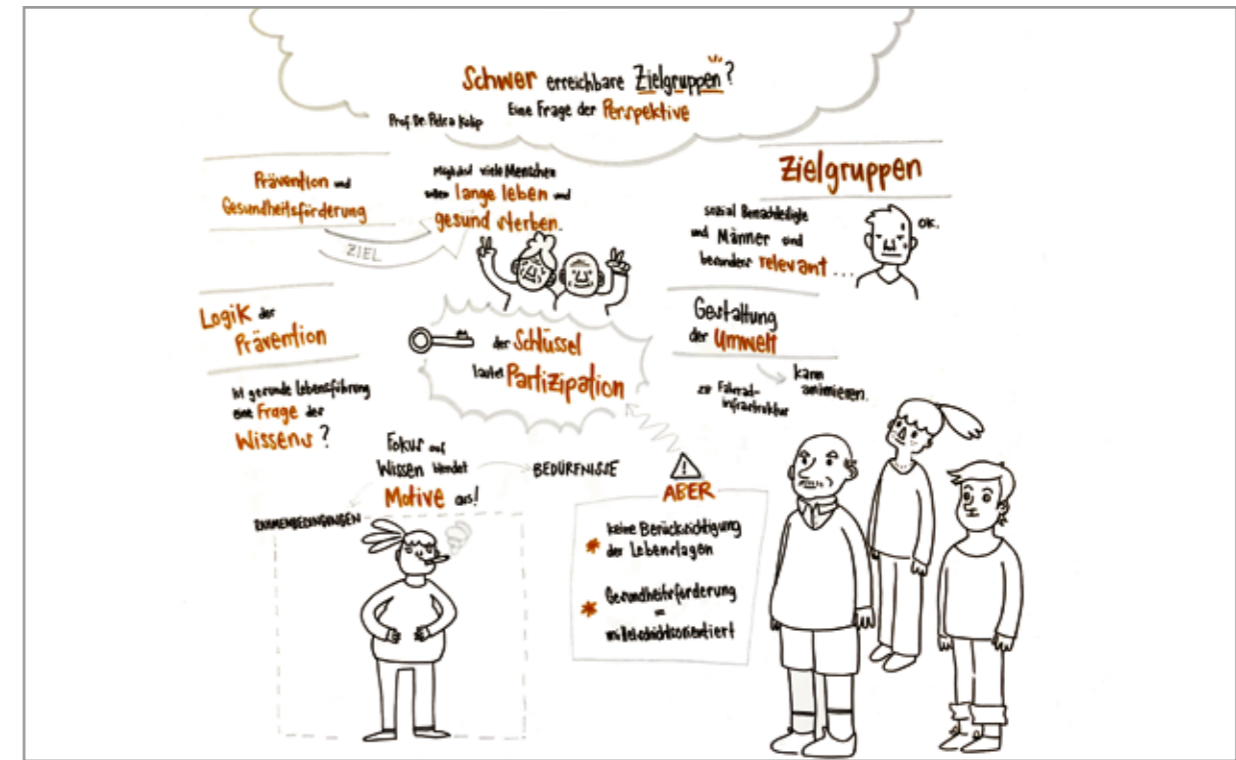 Schwer erreichbare Zielgruppen?
Eine Frage der Perspektive
Prof. Dr. Petra Kolip
Prävention und
Gesundheitsförderung
ZIEL
Möglichst viele Menschen
sollen lange leben und
gesund sterben.
Zielgruppen
sozial Benachteiligte
und Männer sind
besonders relevant ...
OK.
Logik der
Prävention
Ist gesunde Lebensführung
eine Frage des
Wissens?
der Schlüssel
lautet Partizipation
Gestaltung
der Umwelt
kann
animieren.
zB Fahrrad-
infrastruktur
Fokus auf
Wissen blendet
Motive aus!
BEDÜRFNISSE
RAHMENBEDINGUNGEN
ABER
* keine Berücksichtigung
der Lebenslagen
* Gesundheitsförderung
=
mittelschichtsorientiert